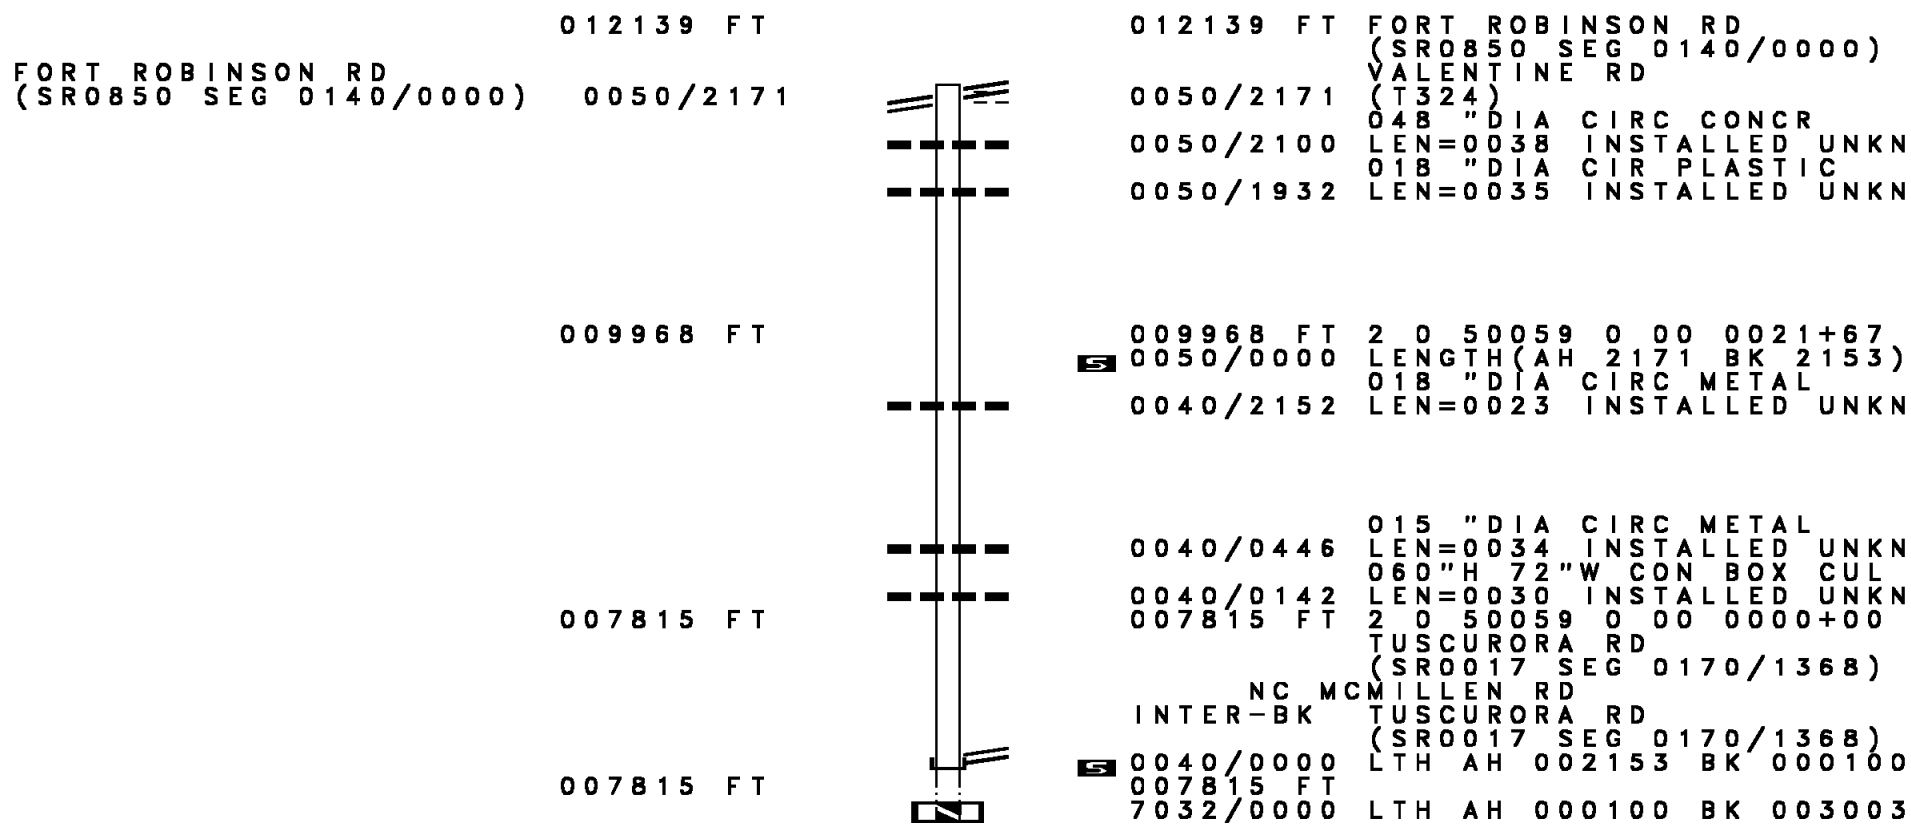 012139 FT 012139 FT FORT ROBINSON RD
(SR0850 SEG 0140/0000)
FORT ROBINSON RD VALENTINE RD
(SR0850 SEG 0140/0000) 0050/2171 0050/2171 (T324)
048 "DIA CIRC CONCR
0050/2100 LEN=0038 INSTALLED UNKN
018 "DIA CIR PLASTIC
0050/1932 LEN=0035 INSTALLED UNKN
009968 FT 009968 FT 2 0 50059 0 00 0021+67
S 0050/0000 LENGTH(AH 2171 BK 2153)
018 "DIA CIRC METAL
0040/2152 LEN=0023 INSTALLED UNKN
015 "DIA CIRC METAL
0040/0446 LEN=0034 INSTALLED UNKN
060"H 72"W CON BOX CUL
0040/0142 LEN=0030 INSTALLED UNKN
007815 FT 007815 FT 2 0 50059 0 00 0000+00
TUSCURORA RD
(SR0017 SEG 0170/1368)
NC MCMILLEN RD
INTER-BK TUSCURORA RD
(SR0017 SEG 0170/1368)
S 0040/0000 LTH AH 002153 BK 000100
007815 FT 007815 FT
N 7032/0000 LTH AH 000100 BK 003003